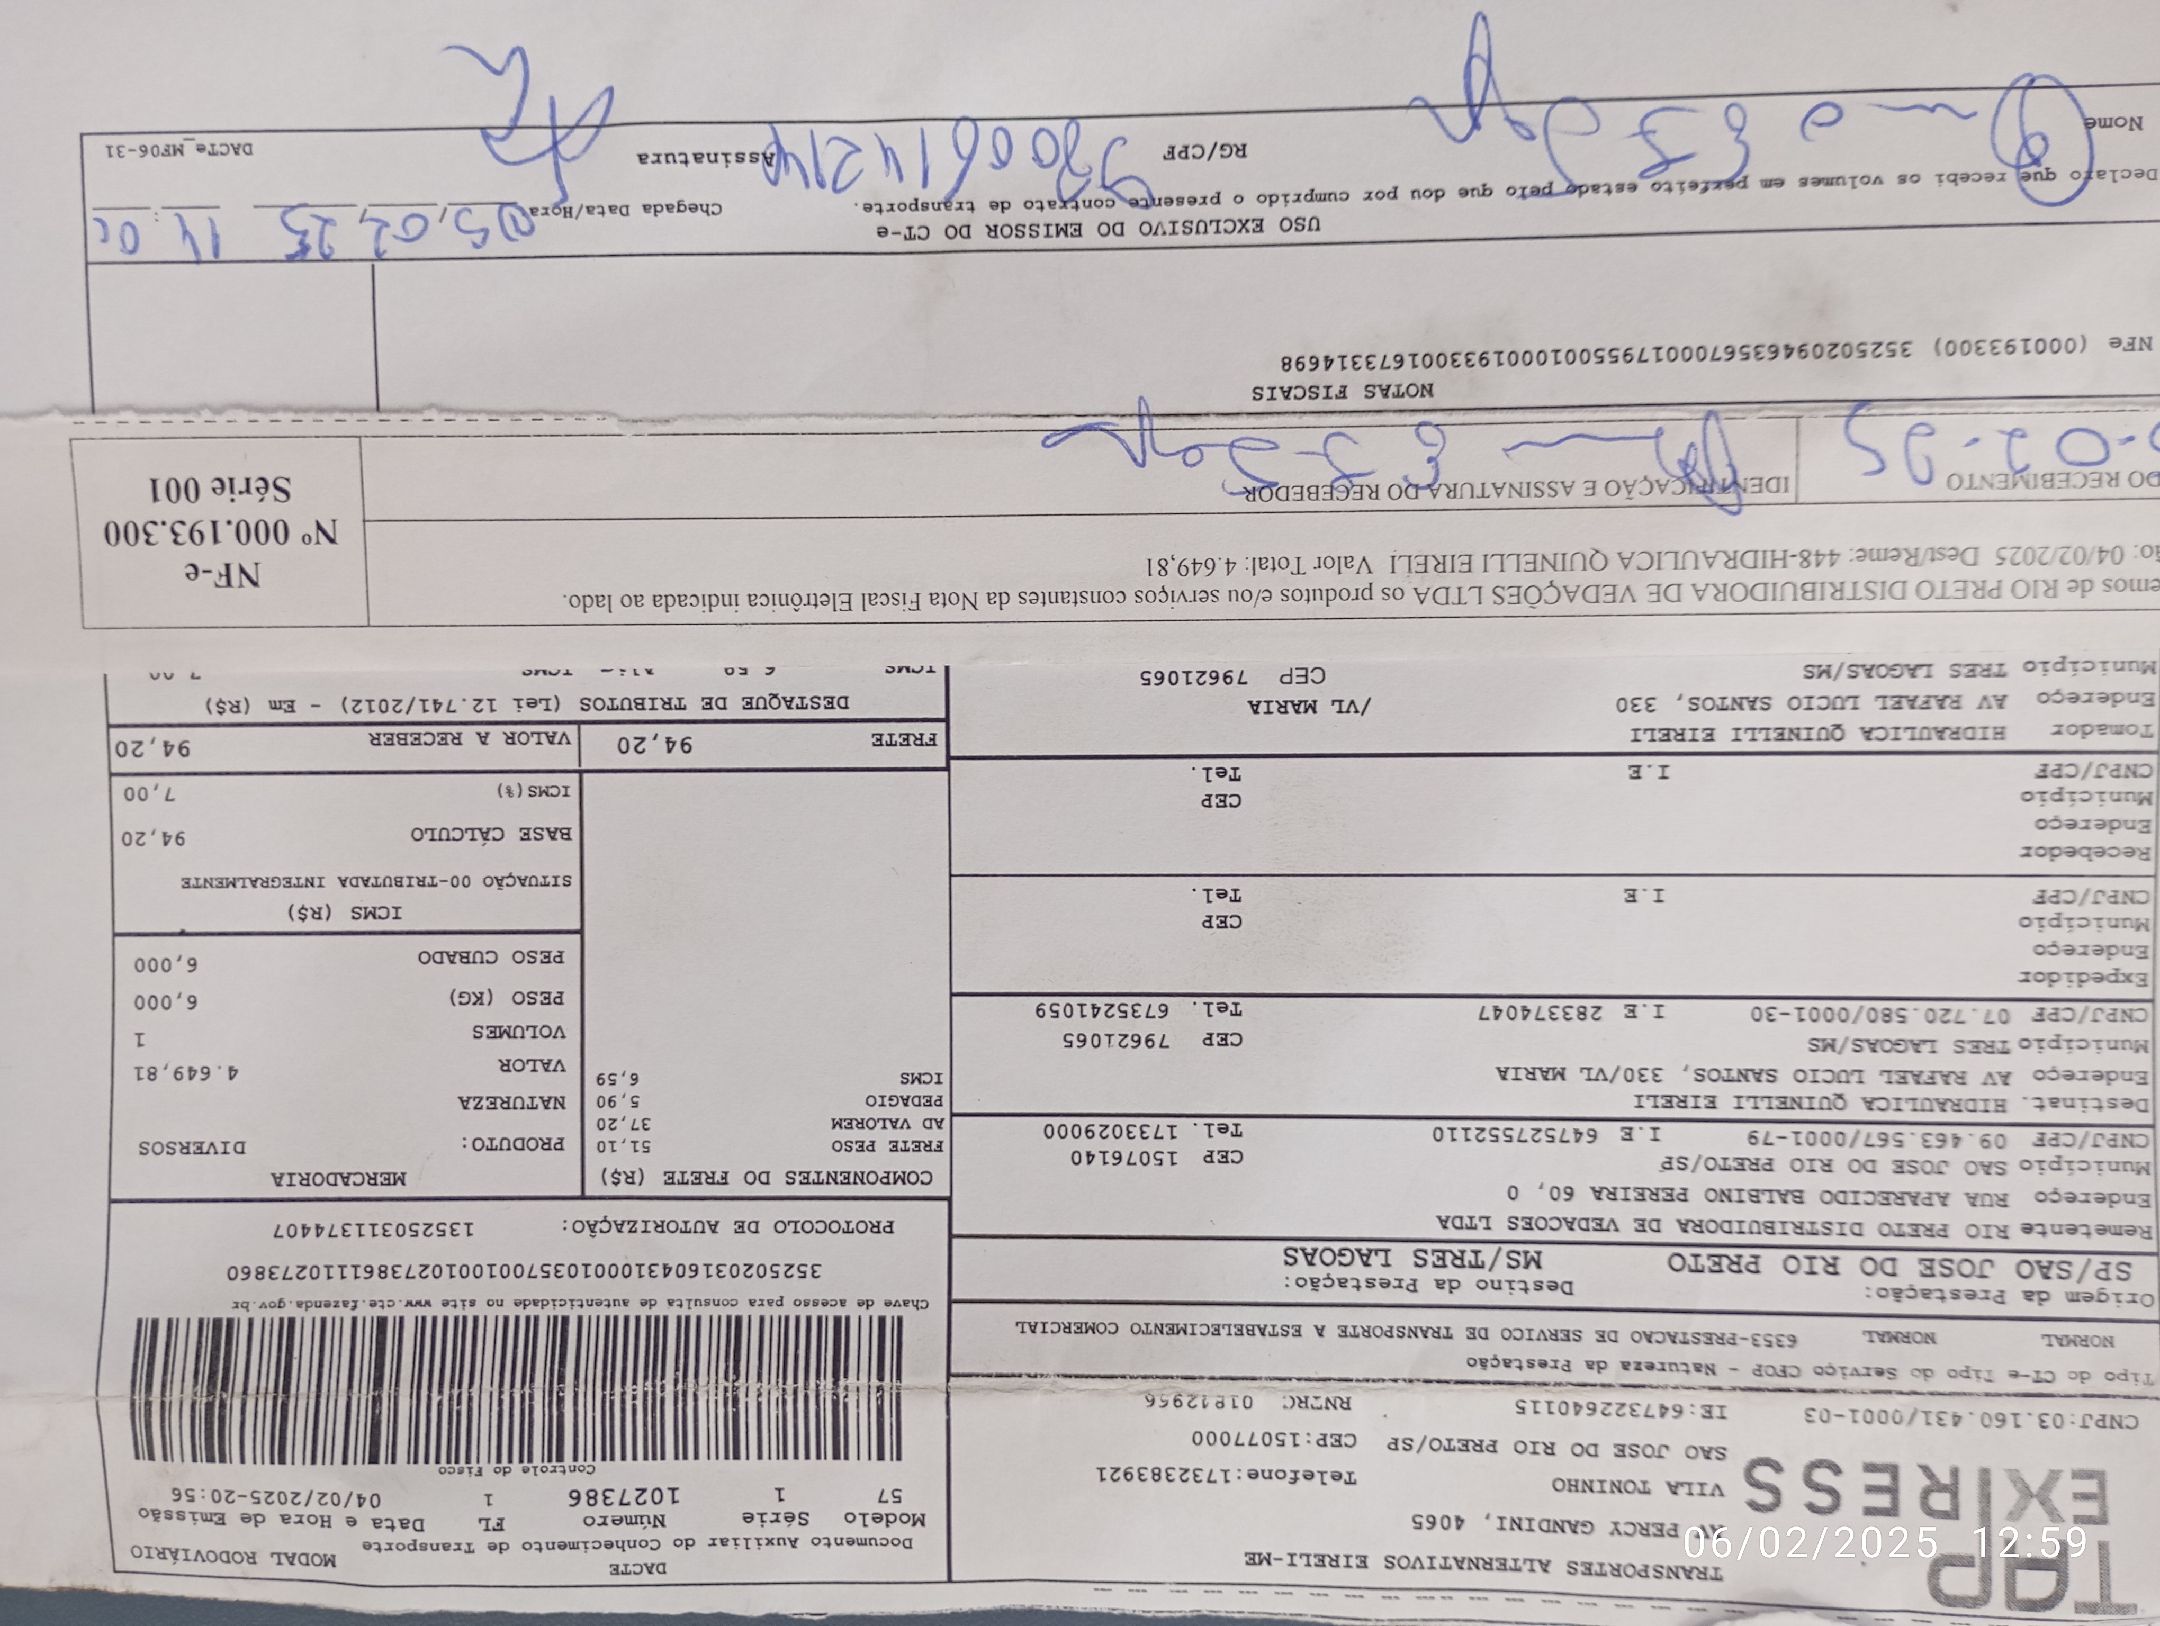 TRANSPORTES ALTERNATIVOS EIRELI-ME
TAP
EXPRESS
AV PERCY GANDINI, 4065
VILA TONINHO Telefone:1732383921
SAO JOSE DO RIO PRETO/SP CEP:15077000
CNPJ:03.160.431/0001-03 IE:647322640115 RNTRC
DACTE MODAL RODOVIÁRIO
Documento Auxiliar do Conhecimento de Transporte
Modelo Série Número FL Data e Hora de Emissão
57 1 1027386 1 04/02/2025-20:56
Controle do Fisco
Chave de acesso para consulta de autenticidade no site www.cte.fazenda.gov.br
35250203160431000103570010010273861110273860
PROTOCOLO DE AUTORIZAÇÃO: 135250311374407
Tipo do CT-e Tipo do Serviço CFOP - Natureza da Prestação
NORMAL NORMAL 6353-PRESTACAO DE SERVICO DE TRANSPORTE A ESTABELECIMENTO COMERCIAL
Origem da Prestação: Destino da Prestação:
SP/SAO JOSE DO RIO PRETO MS/TRES LAGOAS
Remetente RIO PRETO DISTRIBUIDORA DE VEDACOES LTDA
Endereço RUA APARECIDO BALBINO PEREIRA 60, 0
Município SAO JOSE DO RIO PRETO/SP CEP 15076140
CNPJ/CPF 09.463.567/0001-79 I.E 647527552110 Tel. 1733029000
Destinat. HIDRAULICA QUINELLI EIRELI
Endereço AV RAFAEL LUCIO SANTOS, 330/VL MARIA
Município TRES LAGOAS/MS CEP 79621065
CNPJ/CPF 07.720.580/0001-30 I.E 283374047 Tel. 6735241059
Expedidor
Endereço
Município CEP
CNPJ/CPF I.E Tel.
Recebedor
Endereço
Município CEP
CNPJ/CPF I.E Tel.
Tomador HIDRAULICA QUINELLI EIRELI
Endereço AV RAFAEL LUCIO SANTOS, 330 /VL MARIA
Município TRES LAGOAS/MS CEP 79621065
COMPONENTES DO FRETE (R$)
FRETE PESO 51,10
AD VALOREM 37,20
PEDAGIO 5,90
ICMS 6,59
MERCADORIA
PRODUTO: DIVERSOS
NATUREZA
VALOR 4.649,81
VOLUMES 1
PESO (KG) 6,000
PESO CUBADO 6,000
ICMS (R$)
SITUAÇÃO 00-TRIBUTADA INTEGRALMENTE
BASE CÁLCULO 94,20
ICMS(%) 7,00
FRETE 94,20 VALOR A RECEBER 94,20
DESTAQUE DE TRIBUTOS (Lei 12.741/2012) - Em (R$)
ICMS 6,59 Aliq. ICMS 7,00
emos de RIO PRETO DISTRIBUIDORA DE VEDAÇÕES LTDA os produtos e/ou serviços constantes da Nota Fiscal Eletrônica indicada ao lado.
ão: 04/02/2025 Dest/Reme: 448-HIDRAULICA QUINELLI EIRELI Valor Total: 4.649,81
DO RECEBIMENTO IDENTIFICAÇÃO E ASSINATURA DO RECEBEDOR
-02-25
NF-e
Nº 000.193.300
Série 001
NOTAS FISCAIS
NFe (000193300) 35250209463567000179550010001933001673314698
USO EXCLUSIVO DO EMISSOR DO CT-e
Declaro que recebi os volumes em perfeito estado pelo que dou por cumprido o presente contrato de transporte.
Chegada Data/Hora 05,02,25 14:02
Nome RG/CPF Assinatura
DACTe_MF06-31
06/02/2025 12:59